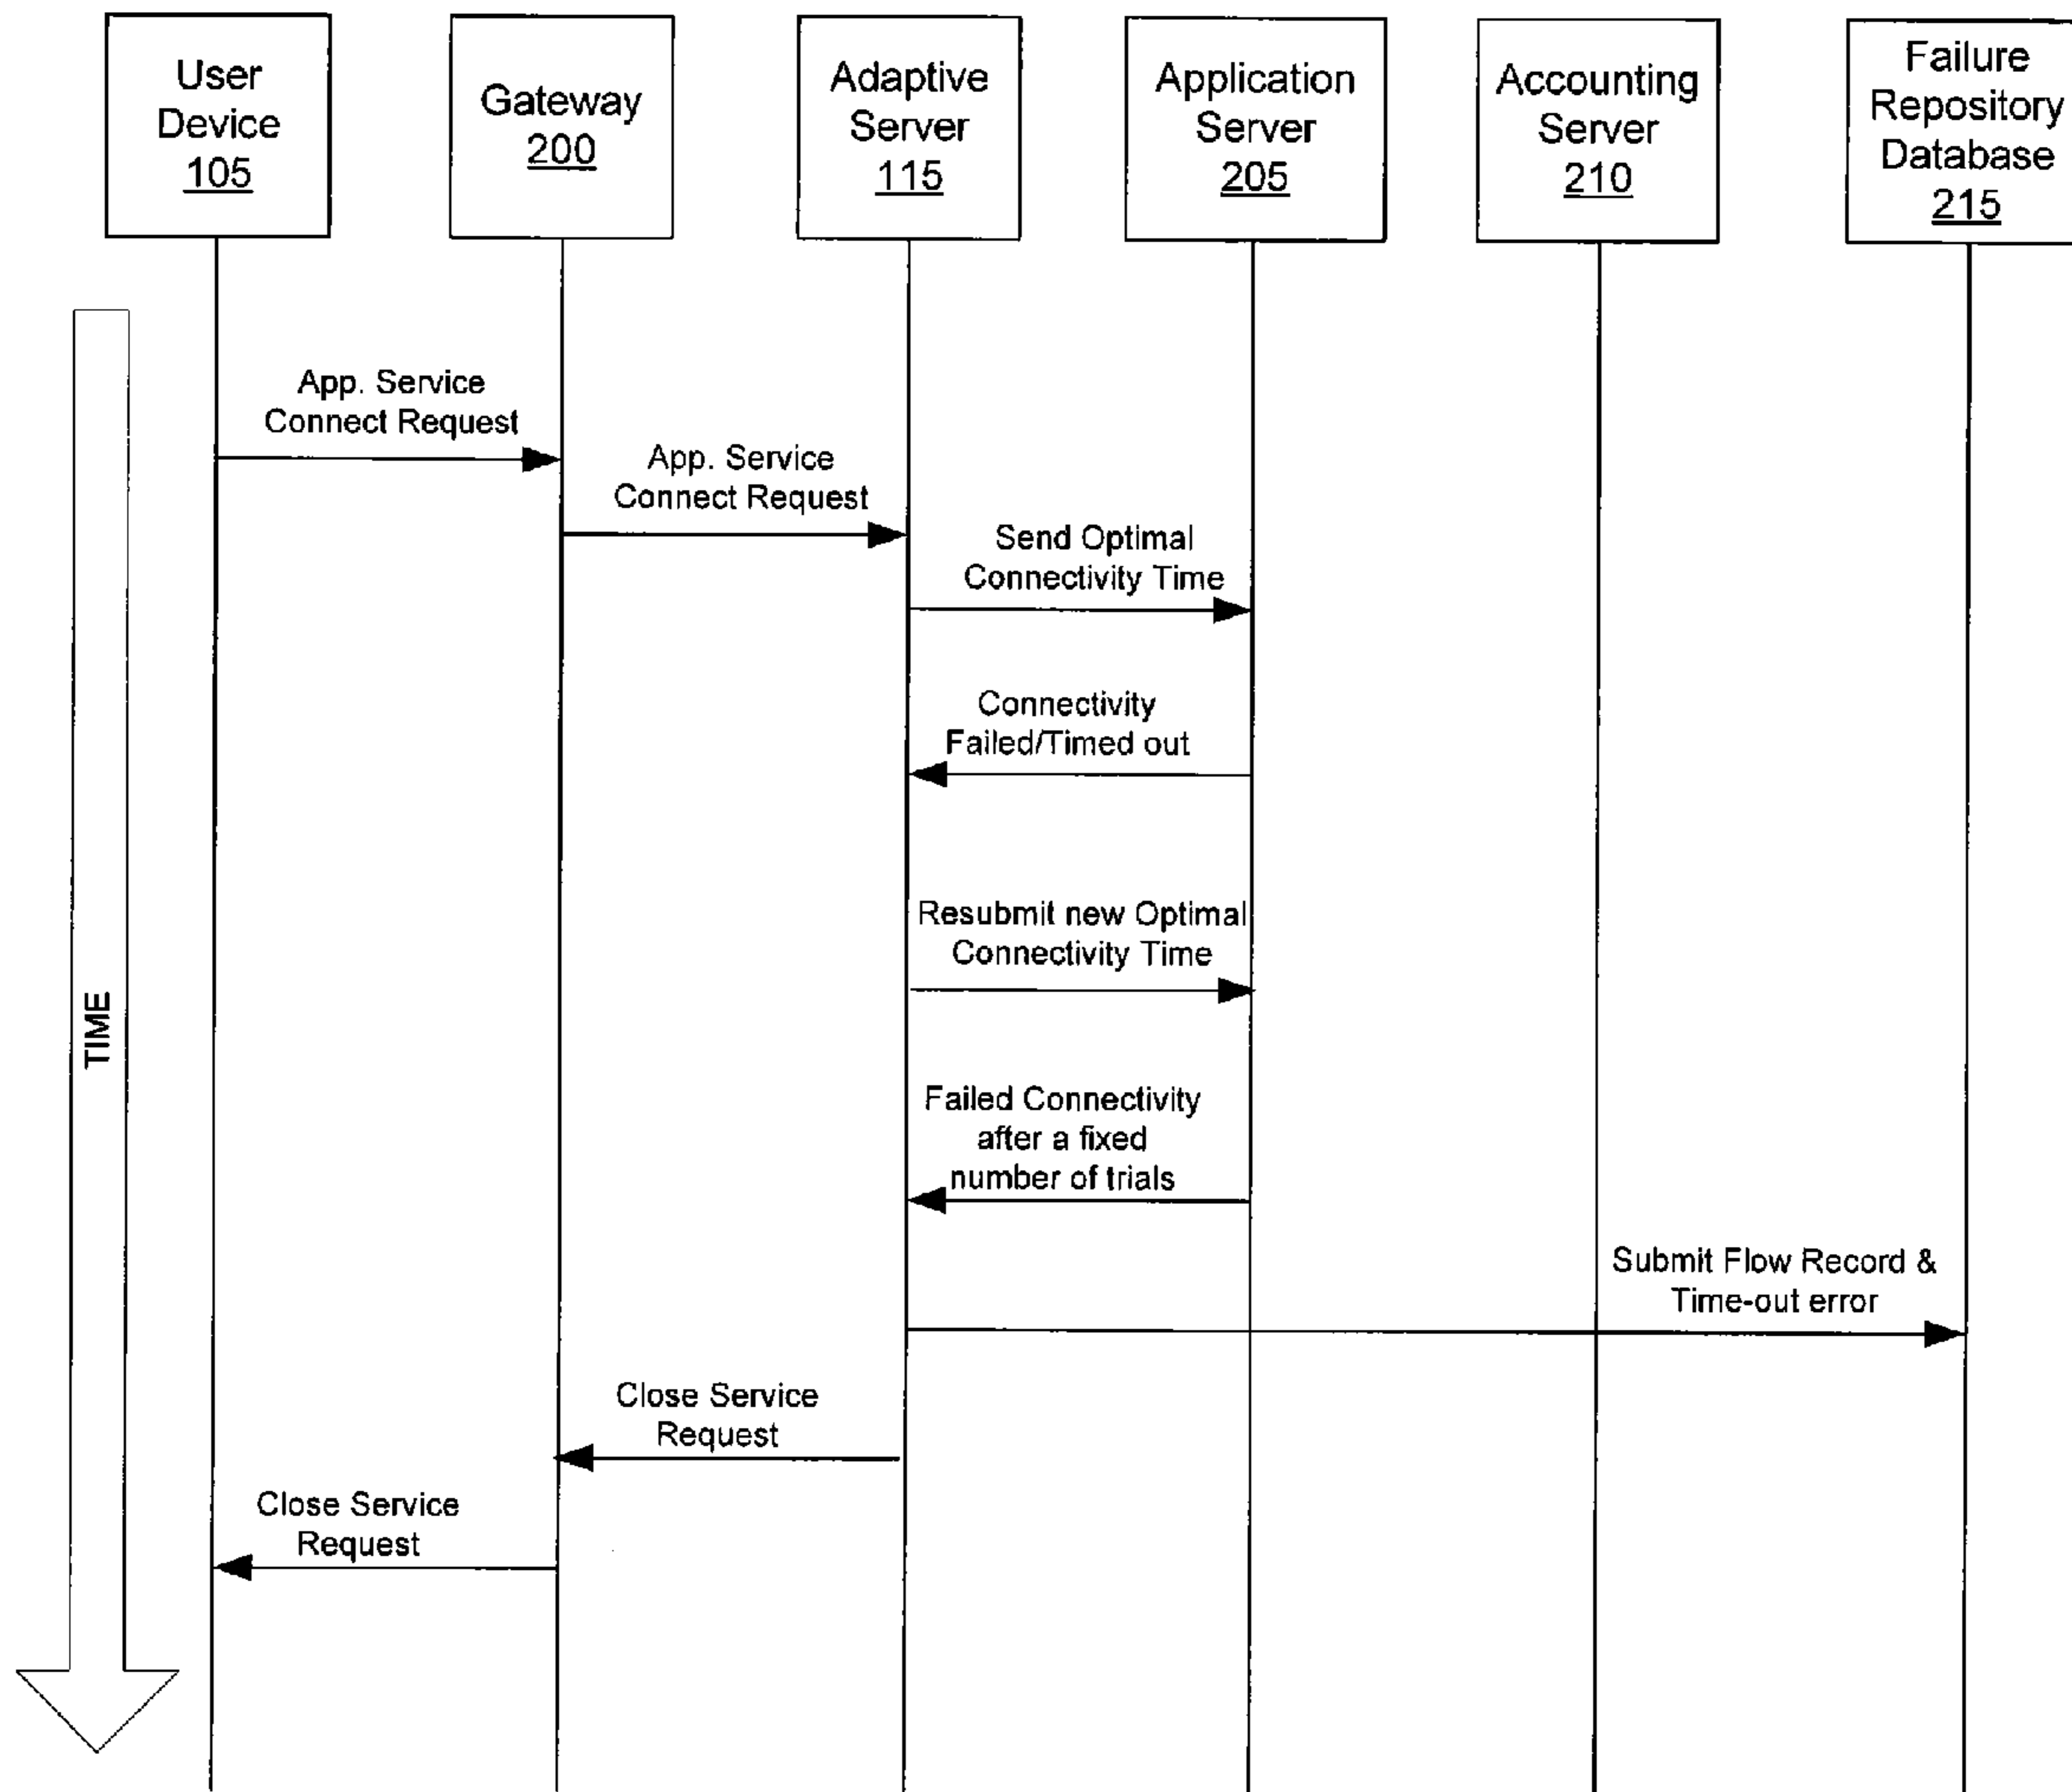 User
Device
105
Gateway
200
Adaptive
Server
115
Application
Server
205
Accounting
Server
210
Failure
Repository
Database
215
App. Service
Connect Request
App. Service
Connect Request
Send Optimal
Connectivity Time
Connectivity
Failed/Timed out
Resubmit new Optimal
Connectivity Time
TIME
Failed Connectivity
after a fixed
number of trials
Submit Flow Record &
Time-out error
Close Service
Request
Close Service
Request